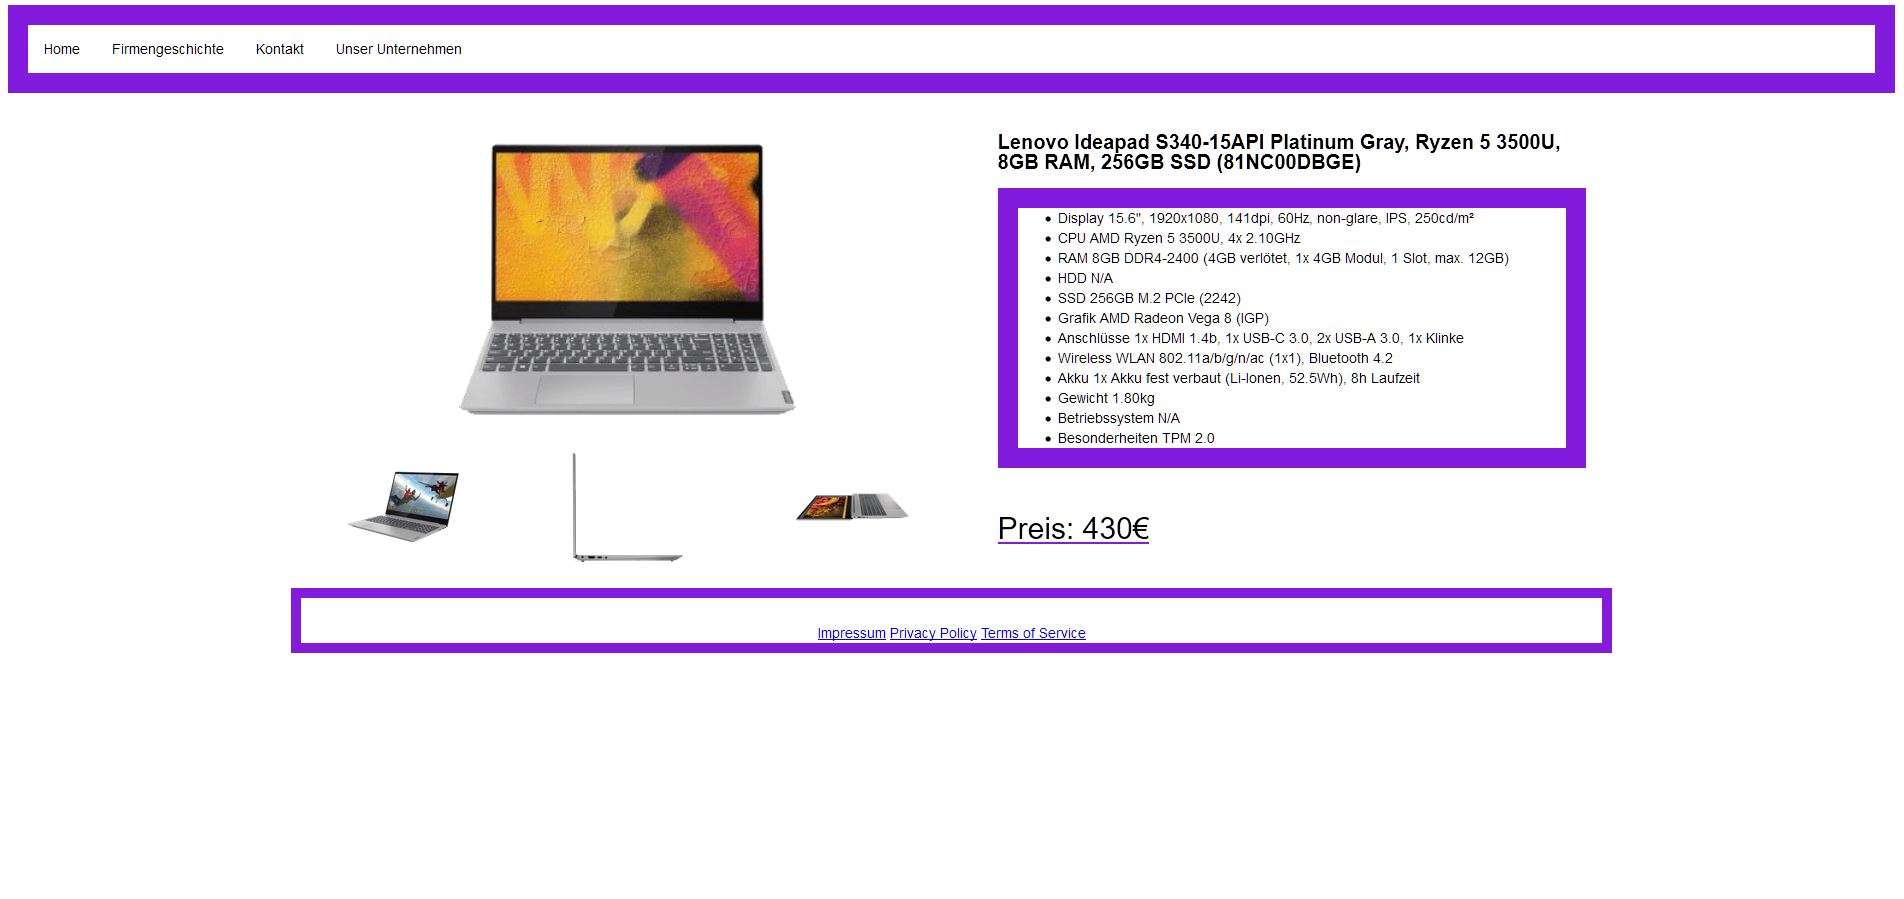 Home Firmengeschichte Kontakt Unser Unternehmen
Lenovo Ideapad S340-15API Platinum Gray, Ryzen 5 3500U,
8GB RAM, 256GB SSD (81NC00DBGE)
Display 15.6", 1920x1080, 141dpi, 60Hz, non-glare, IPS, 250cd/m²
CPU AMD Ryzen 5 3500U, 4x 2.10GHz
RAM 8GB DDR4-2400 (4GB verlötet, 1x 4GB Modul, 1 Slot, max. 12GB)
HDD N/A
SSD 256GB M.2 PCIe (2242)
Grafik AMD Radeon Vega 8 (IGP)
Anschlüsse 1x HDMI 1.4b, 1x USB-C 3.0, 2x USB-A 3.0, 1x Klinke
Wireless WLAN 802.11a/b/g/n/ac (1x1), Bluetooth 4.2
Akku 1x Akku fest verbaut (Li-Ionen, 52.5Wh), 8h Laufzeit
Gewicht 1.80kg
Betriebssystem N/A
Besonderheiten TPM 2.0
Preis: 430€
Impressum Privacy Policy Terms of Service